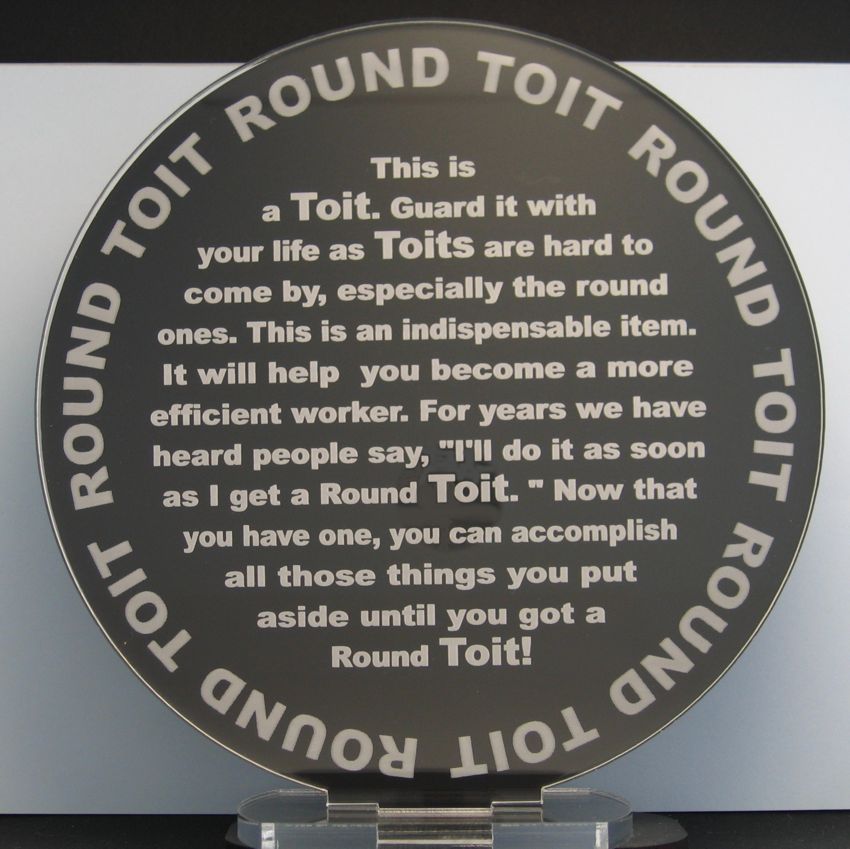 ROUND TOIT ROUND TOIT ROUND TOIT ROUND TOIT ROUND TOIT
This is
a Toit. Guard it with
your life as Toits are hard to
come by, especially the round
ones. This is an indispensable item.
It will help you become a more
efficient worker. For years we have
heard people say, "I'll do it as soon
as I get a Round Toit. " Now that
you have one, you can accomplish
all those things you put
aside until you got a
Round Toit!